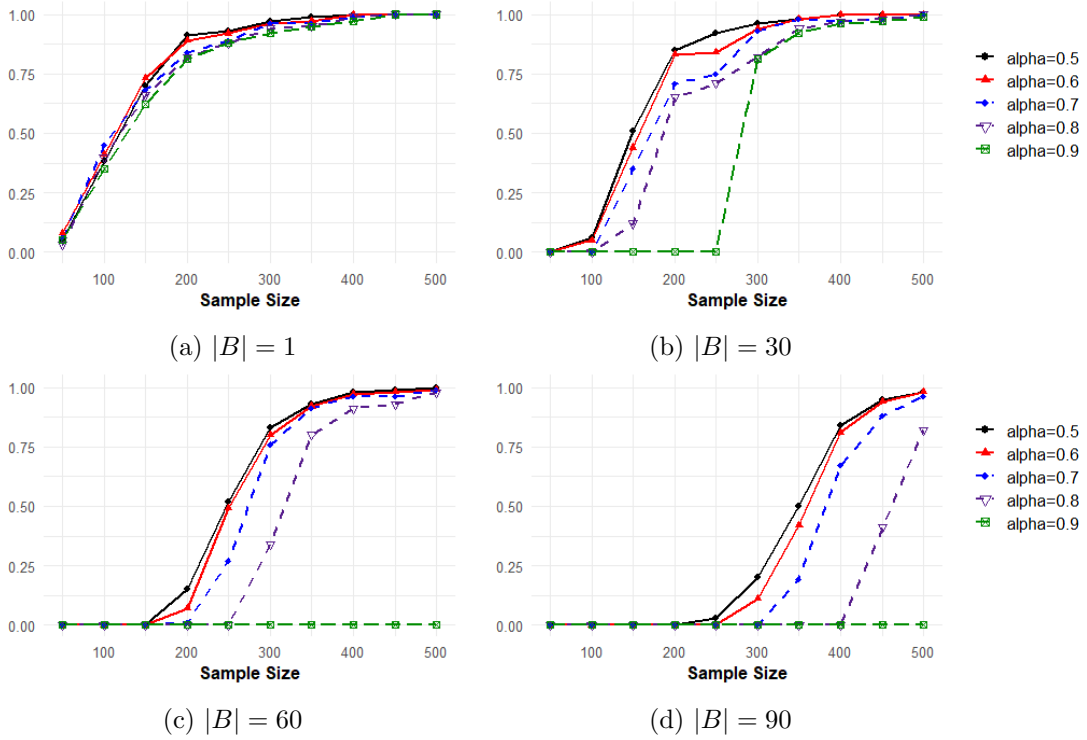 1.00
0.75
0.50
0.25
0.00
100 200 300 400 500
Sample Size
(a) |B| = 1
1.00
0.75
0.50
0.25
0.00
100 200 300 400 500
Sample Size
(b) |B| = 30
alpha=0.5
alpha=0.6
alpha=0.7
alpha=0.8
alpha=0.9
1.00
0.75
0.50
0.25
0.00
100 200 300 400 500
Sample Size
(c) |B| = 60
1.00
0.75
0.50
0.25
0.00
100 200 300 400 500
Sample Size
(d) |B| = 90
alpha=0.5
alpha=0.6
alpha=0.7
alpha=0.8
alpha=0.9